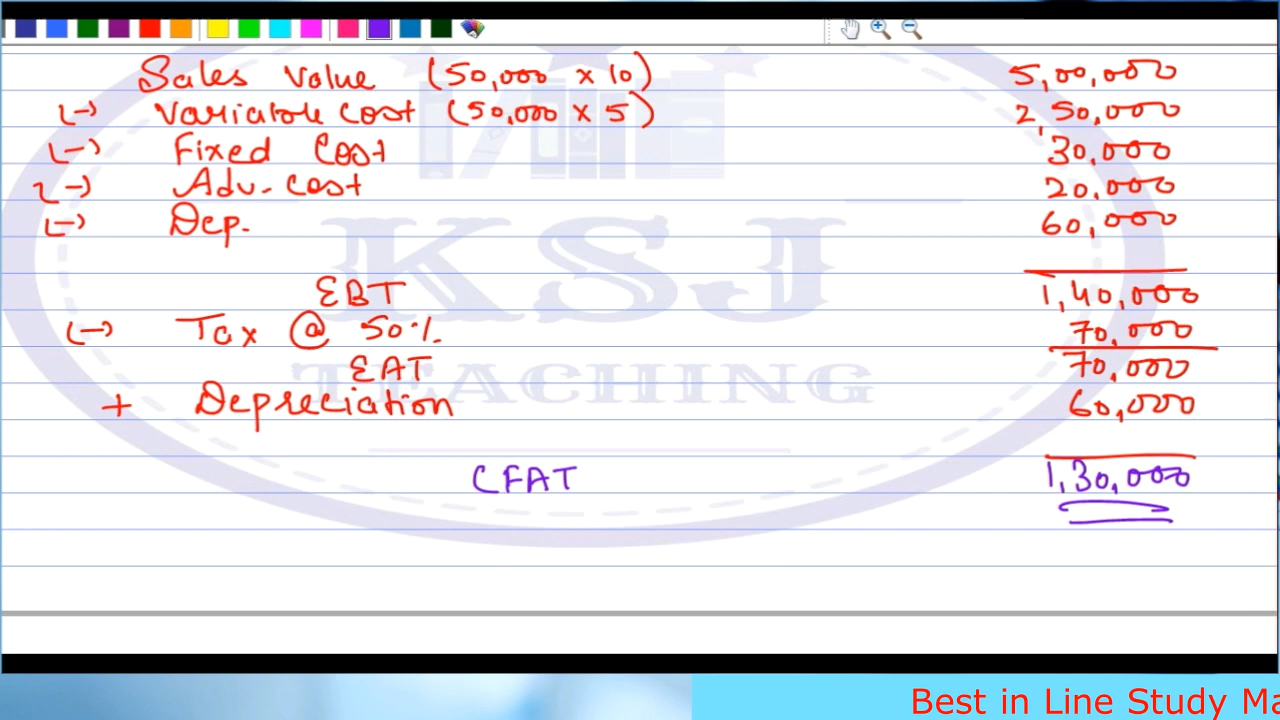 Sales Value (50,000 x 10) 5,00,000
(-) Variable cost (50,000 x 5) 2,50,000
(-) Fixed Cost 30,000
(-) Adv. cost 20,000
(-) Dep. 60,000
EBT 1,40,000
(-) Tax @ 50% 70,000
EAT 70,000
+ Depreciation 60,000
CFAT 1,30,000
KSJ
TEACHING
Best in Line Study Ma